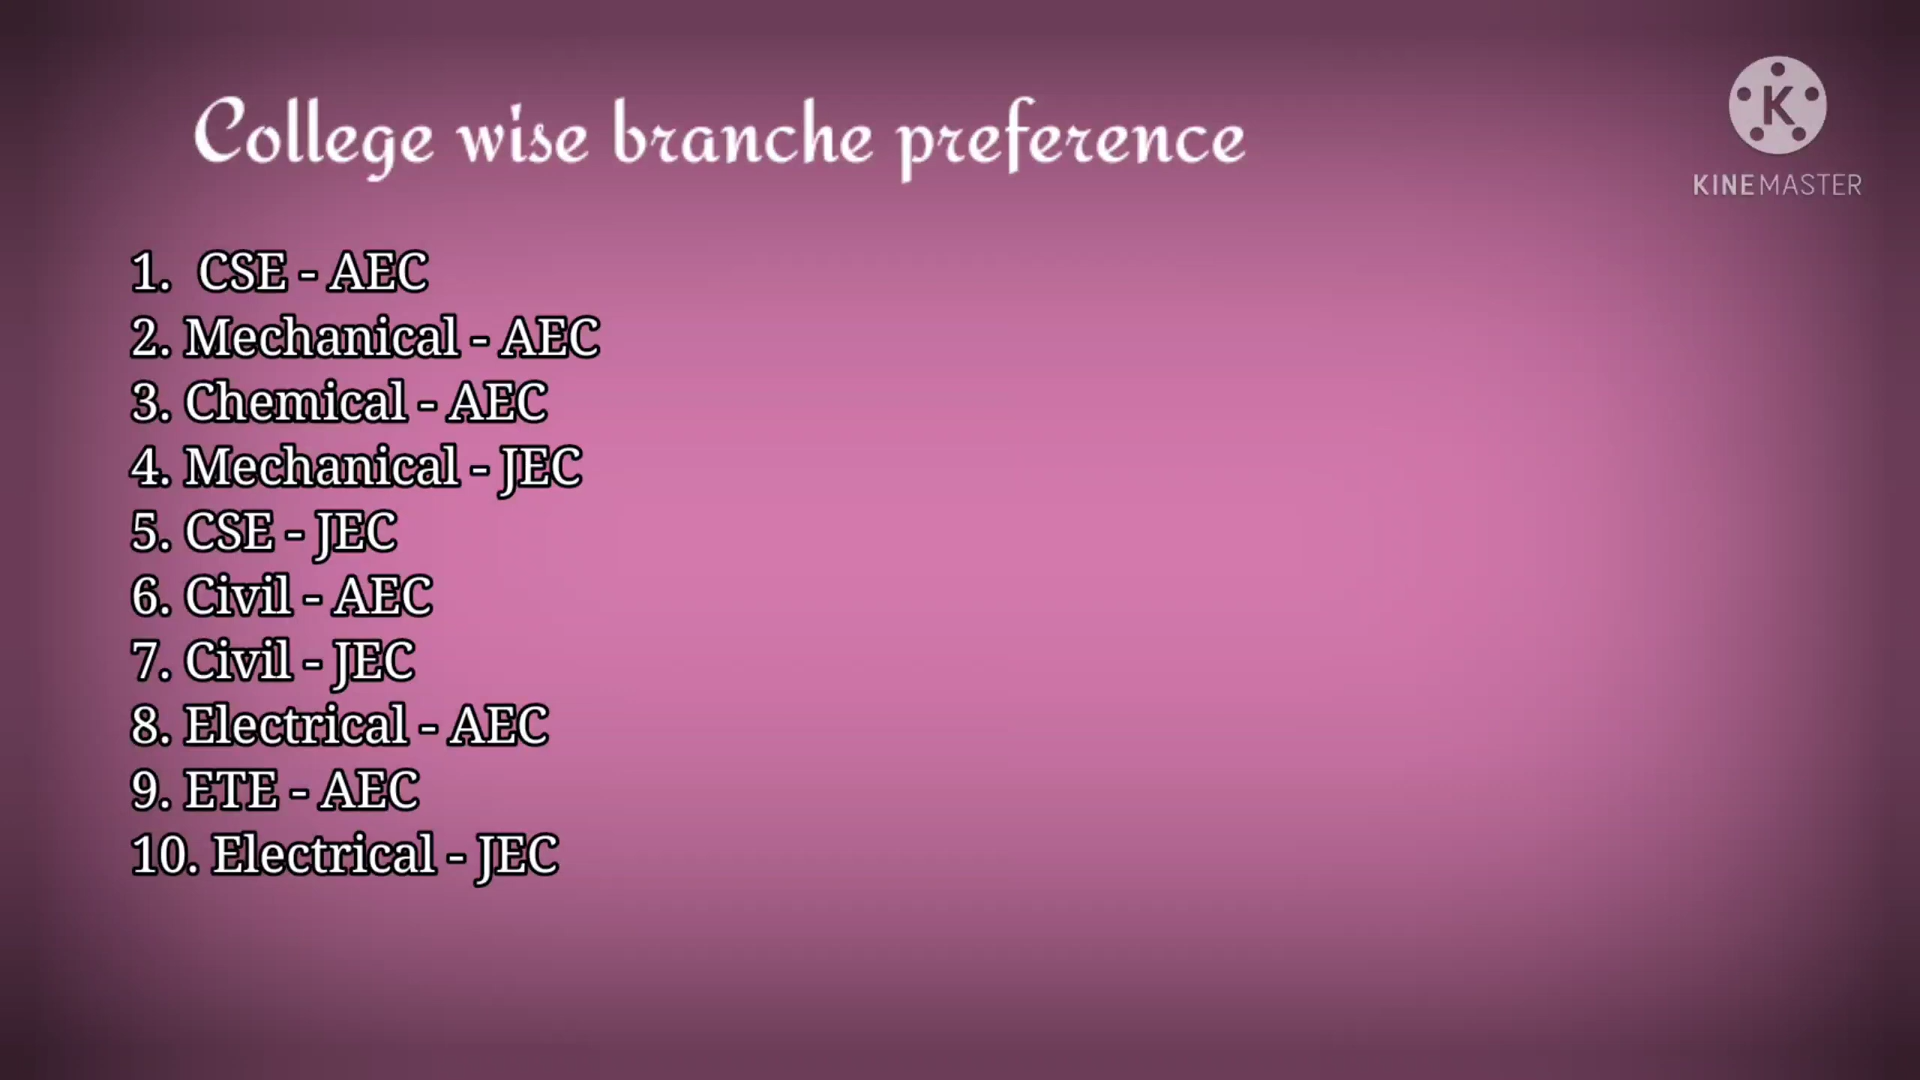 College wise branche preference
K
KINEMASTER
1. CSE - AEC
2. Mechanical - AEC
3. Chemical - AEC
4. Mechanical - JEC
5. CSE - JEC
6. Civil - AEC
7. Civil - JEC
8. Electrical - AEC
9. ETE - AEC
10. Electrical - JEC